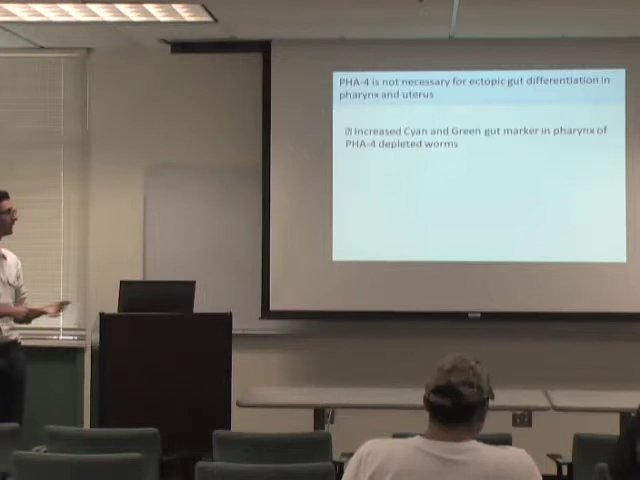 PHA-4 is not necessary for ectopic gut differentiation in
pharynx and uterus
Increased Cyan and Green gut marker in pharynx of
PHA-4 depleted worms